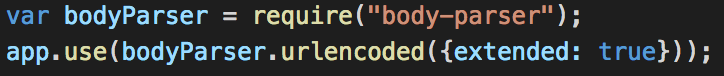 var bodyParser = require("body-parser");
app.use(bodyParser.urlencoded({extended: true}));